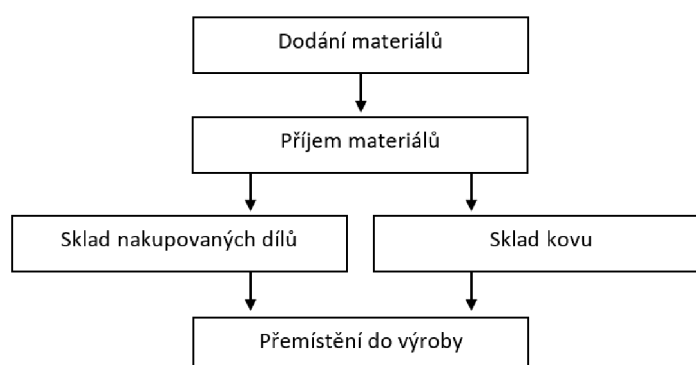 Dodání materiálů
Příjem materiálů
Sklad nakupovaných dílů
Sklad kovu
Přemístění do výroby